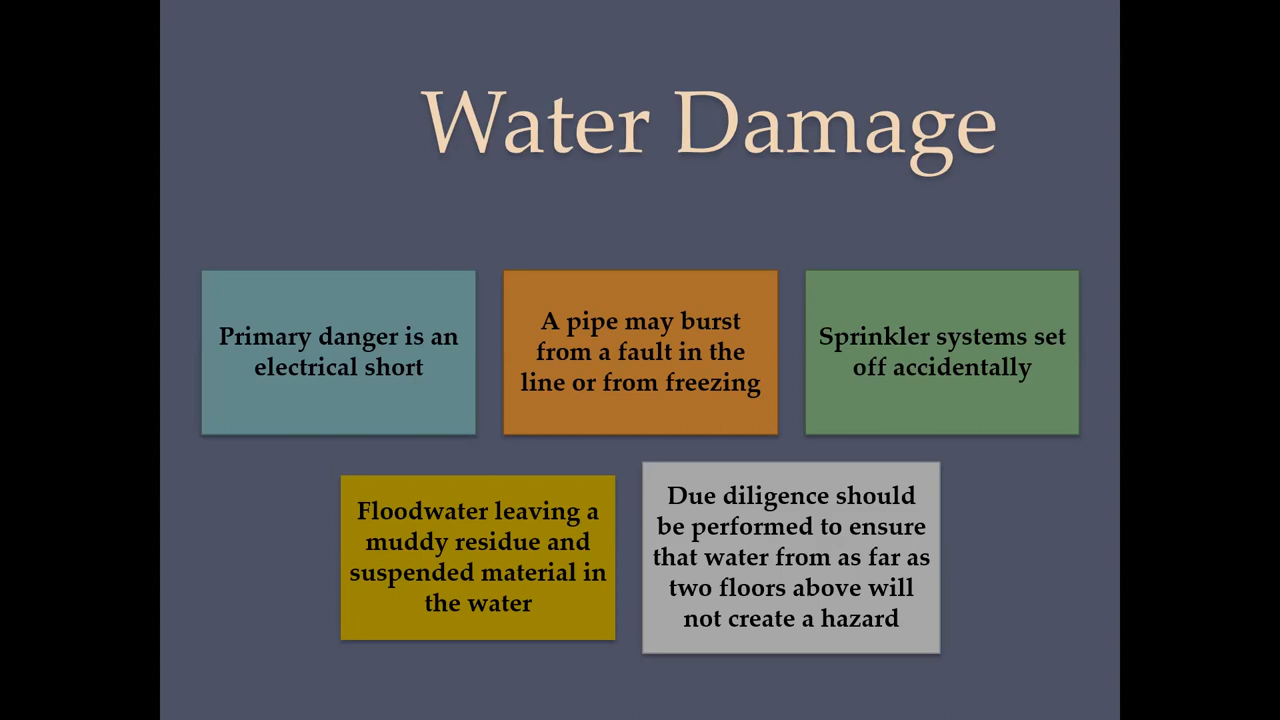 Water Damage
Primary danger is an
electrical short
A pipe may burst
from a fault in the
line or from freezing
Sprinkler systems set
off accidentally
Floodwater leaving a
muddy residue and
suspended material in
the water
Due diligence should
be performed to ensure
that water from as far as
two floors above will
not create a hazard